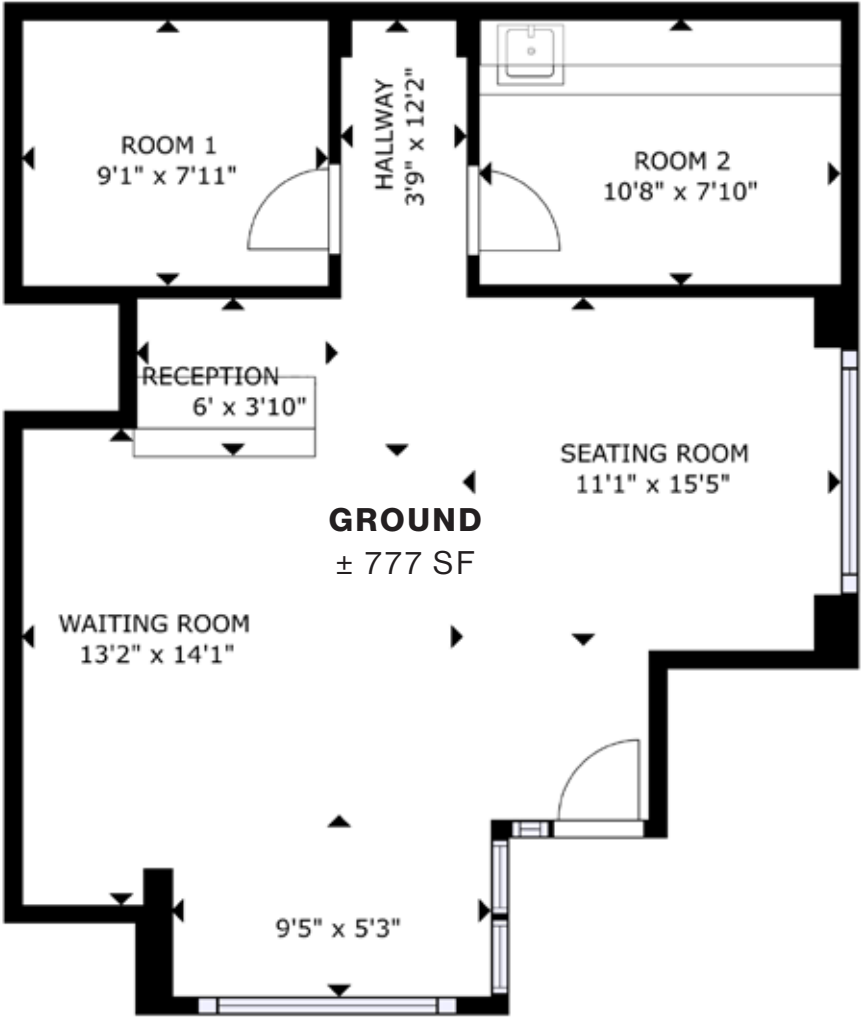 ROOM 1
9'1" x 7'11"
HALLWAY
3'9" x 12'2"
ROOM 2
10'8" x 7'10"
RECEPTION
6' x 3'10"
SEATING ROOM
11'1" x 15'5"
GROUND
± 777 SF
WAITING ROOM
13'2" x 14'1"
9'5" x 5'3"